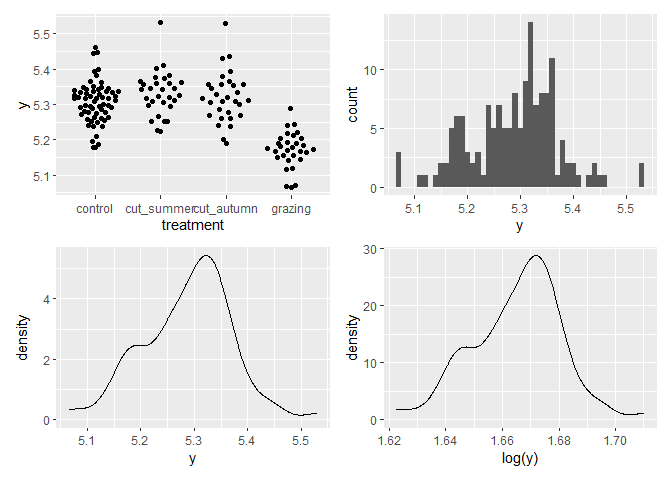 5.5
5.4
5.3
5.2
5.1
y
control
cut_summer
cut_autumn
grazing
treatment
10
5
0
count
5.1
5.2
5.3
5.4
5.5
y
4
2
0
density
5.1
5.2
5.3
5.4
5.5
y
30
20
10
0
density
1.62
1.64
1.66
1.68
1.70
log(y)